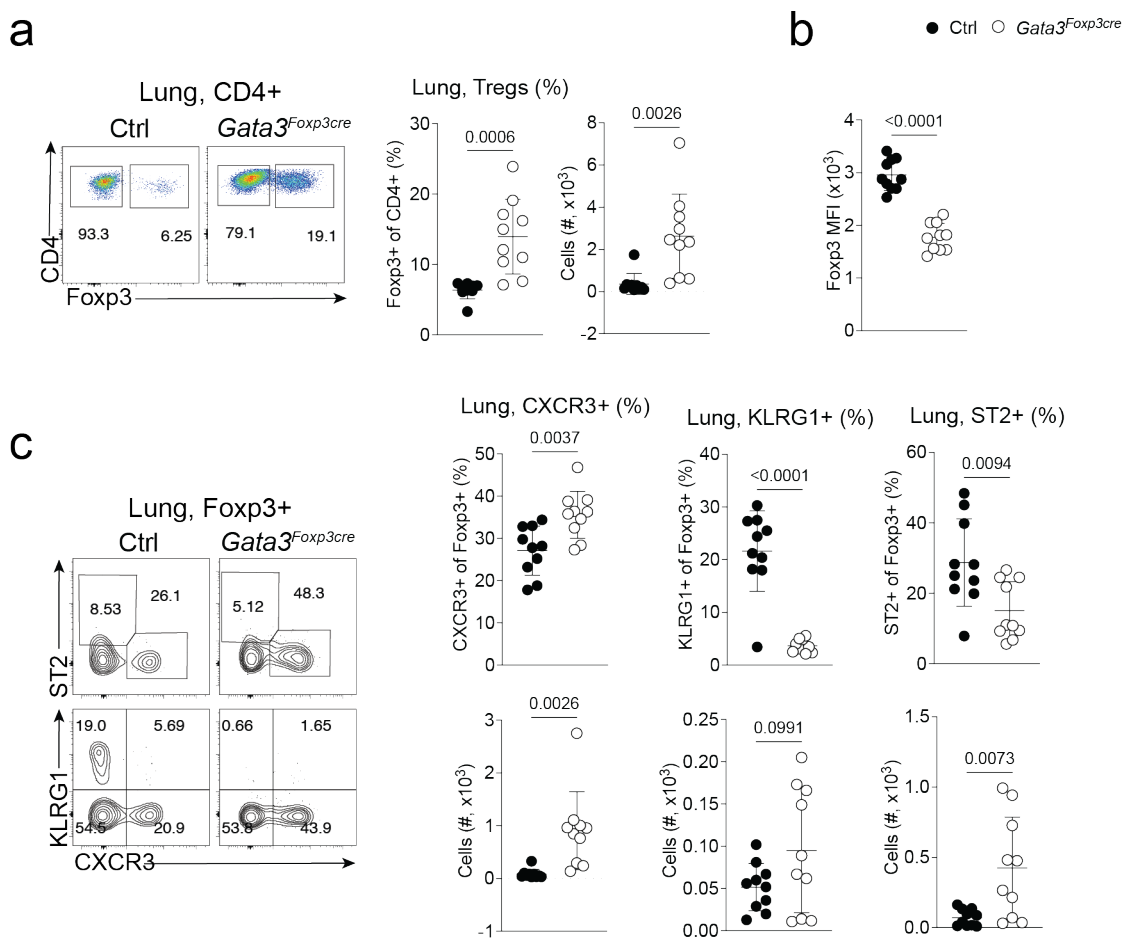 a
b
Ctrl
Gata3Foxp3cre
Lung, CD4+
Ctrl
Gata3Foxp3cre
CD4
93.3
6.25
79.1
19.1
Foxp3
Lung, Tregs (%)
Foxp3+ of CD4+ (%)
30
20
10
0
0.0006
Cells (#, x10³)
8
6
4
2
0
-2
0.0026
Foxp3 MFI (x10³)
4
3
2
1
0
<0.0001
c
Lung, Foxp3+
Ctrl
Gata3Foxp3cre
ST2
8.53
26.1
5.12
48.3
KLRG1
19.0
5.69
0.66
1.65
54.5
20.9
53.8
43.9
CXCR3
Lung, CXCR3+ (%)
CXCR3+ of Foxp3+ (%)
50
40
30
20
10
0
0.0037
Lung, KLRG1+ (%)
KLRG1+ of Foxp3+ (%)
40
30
20
10
0
<0.0001
Lung, ST2+ (%)
ST2+ of Foxp3+ (%)
60
40
20
0
0.0094
Cells (#, x10³)
3
2
1
0
-1
0.0026
Cells (#, x10³)
0.25
0.20
0.15
0.10
0.05
0.00
0.0991
Cells (#, x10³)
1.5
1.0
0.5
0.0
0.0073